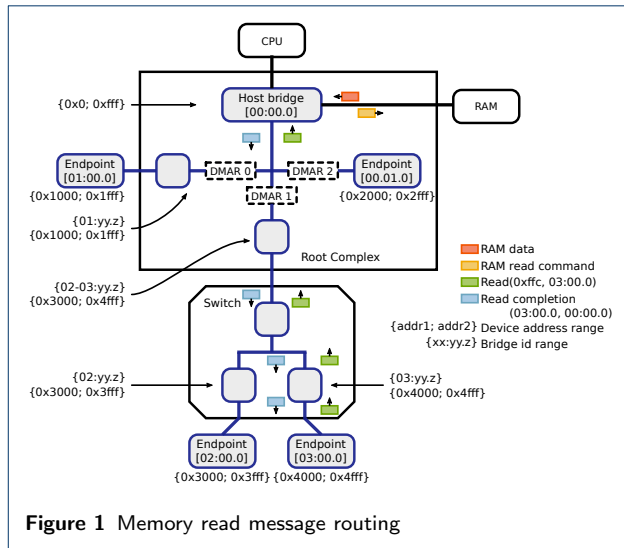 CPU
Host bridge
[00:00.0]
{0x0; 0xfff}
RAM
Endpoint
[01:00.0]
DMAR 0
DMAR 2
Endpoint
[00.01.0]
{0x1000; 0x1fff}
DMAR 1
{0x2000; 0x2fff}
{01:yy.z}
{0x1000; 0x1fff}
Root Complex
{02-03:yy.z}
{0x3000; 0x4fff}
RAM data
RAM read command
Read(0xffc, 03:00.0)
Read completion
(03:00.0, 00:00.0)
{addr1; addr2} Device address range
{xx:yy.z} Bridge id range
Switch
{02:yy.z}
{0x3000; 0x3fff}
{03:yy.z}
{0x4000; 0x4fff}
Endpoint
[02:00.0]
Endpoint
[03:00.0]
{0x3000; 0x3fff}
{0x4000; 0x4fff}
Figure 1 Memory read message routing